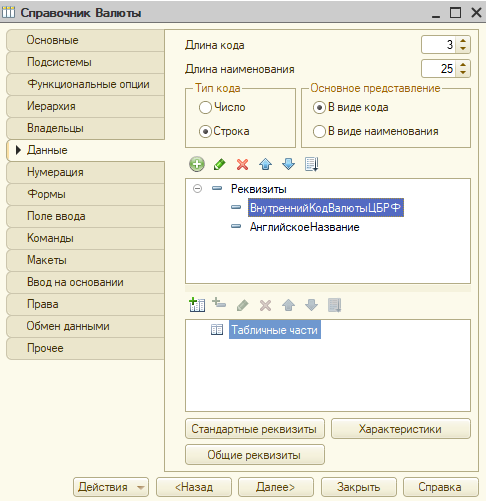 Справочник Валюты
Основные
Подсистемы
Функциональные опции
Иерархия
Владельцы
Данные
Нумерация
Формы
Поле ввода
Команды
Макеты
Ввод на основании
Права
Обмен данными
Прочее
Длина кода 3
Длина наименования 25
Тип кода
Число
Строка
Основное представление
В виде кода
В виде наименования
Реквизиты
ВнутреннийКодВалютыЦБРФ
АнглийскоеНазвание
Табличные части
Стандартные реквизиты Характеристики
Общие реквизиты
Действия <Назад Далее> Закрыть Справка